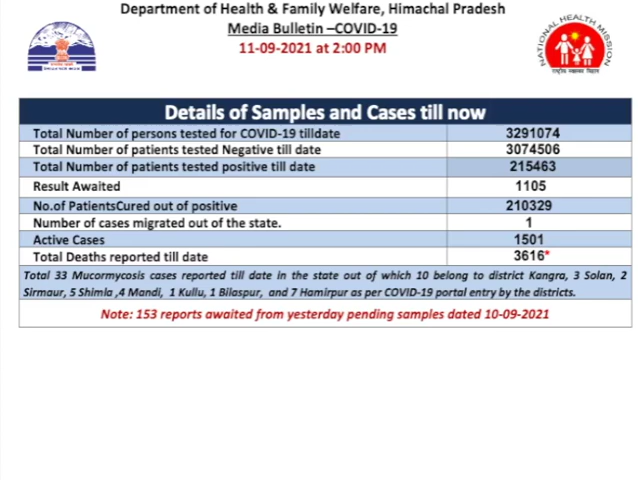 Department of Health & Family Welfare, Himachal Pradesh
Media Bulletin –COVID-19
11-09-2021 at 2:00 PM
NATIONAL HEALTH MISSION
राष्ट्रीय स्वास्थ्य मिशन
Details of Samples and Cases till now
Total Number of persons tested for COVID-19 tilldate 3291074
Total Number of patients tested Negative till date 3074506
Total Number of patients tested positive till date 215463
Result Awaited 1105
No.of PatientsCured out of positive 210329
Number of cases migrated out of the state. 1
Active Cases 1501
Total Deaths reported till date 3616*
Total 33 Mucormycosis cases reported till date in the state out of which 10 belong to district Kangra, 3 Solan, 2
Sirmaur, 5 Shimla ,4 Mandi, 1 Kullu, 1 Bilaspur, and 7 Hamirpur as per COVID-19 portal entry by the districts.
Note: 153 reports awaited from yesterday pending samples dated 10-09-2021